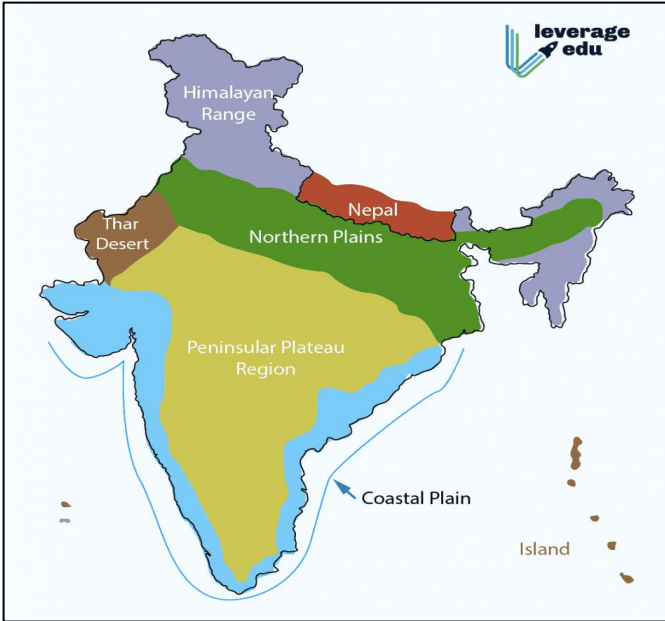 leverage
edu
Himalayan
Range
Nepal
Thar
Desert
Northern Plains
Peninsular Plateau
Region
Coastal Plain
Island